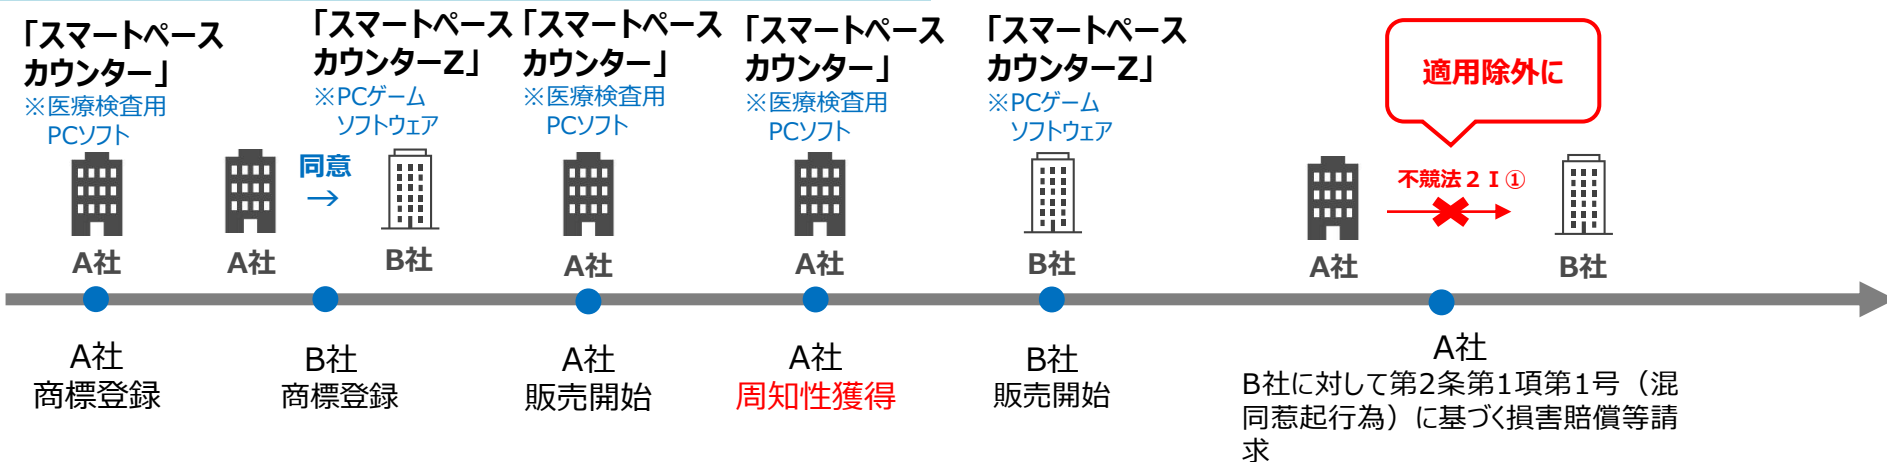 「スマートペース
カウンター」
※医療検査用
PCソフト
A社
A社
商標登録
「スマートペース
カウンターZ」
※PCゲーム
ソフトウェア
同意
→
A社
B社
B社
商標登録
「スマートペース
カウンター」
※医療検査用
PCソフト
A社
A社
販売開始
「スマートペース
カウンター」
※医療検査用
PCソフト
A社
A社
周知性獲得
「スマートペース
カウンターZ」
※PCゲーム
ソフトウェア
B社
B社
販売開始
適用除外に
不競法2Ⅰ①
A社
B社
A社
B社に対して第2条第1項第1号（混
同惹起行為）に基づく損害賠償等請
求